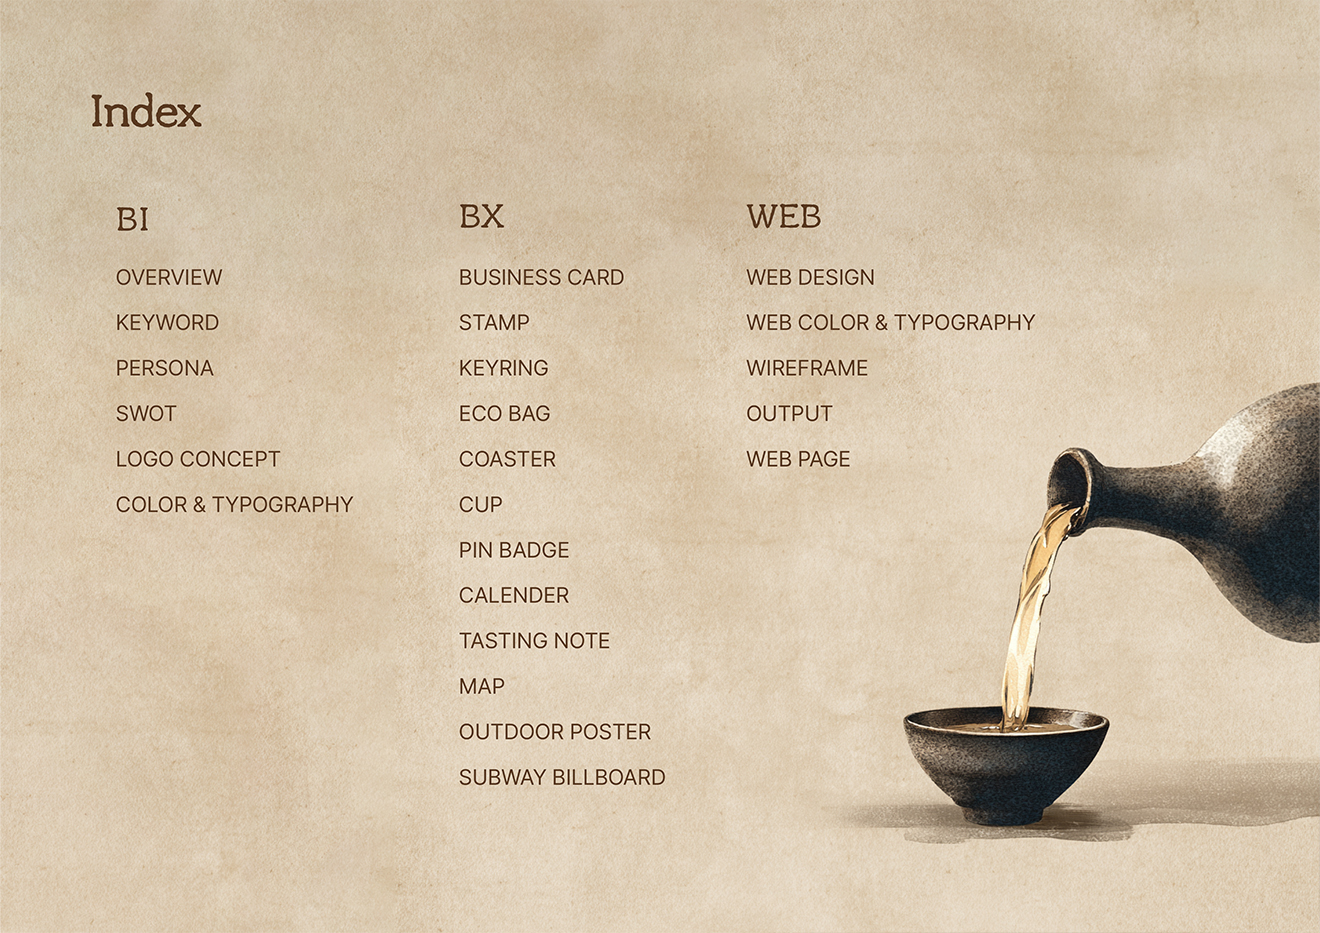 Index
BI
OVERVIEW
KEYWORD
PERSONA
SWOT
LOGO CONCEPT
COLOR & TYPOGRAPHY
BX
BUSINESS CARD
STAMP
KEYRING
ECO BAG
COASTER
CUP
PIN BADGE
CALENDER
TASTING NOTE
MAP
OUTDOOR POSTER
SUBWAY BILLBOARD
WEB
WEB DESIGN
WEB COLOR & TYPOGRAPHY
WIREFRAME
OUTPUT
WEB PAGE